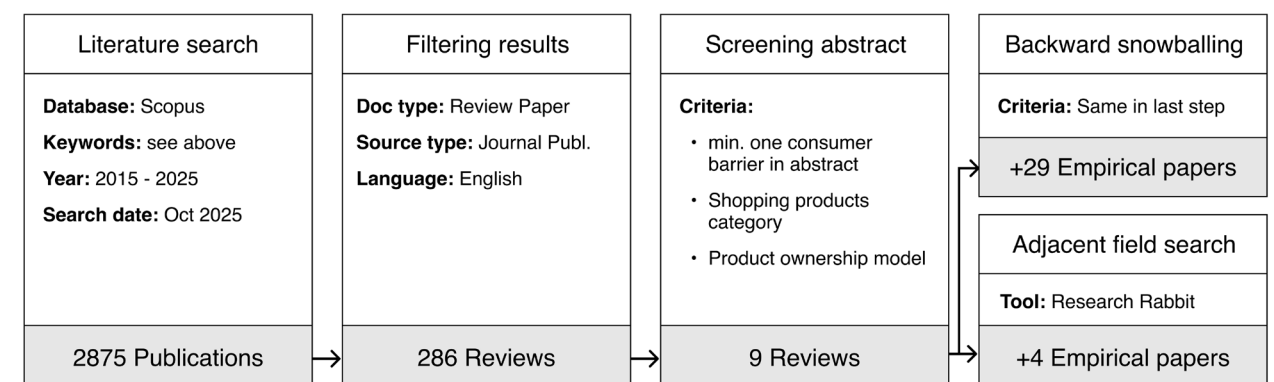 Literature search
Database: Scopus
Keywords: see above
Year: 2015 - 2025
Search date: Oct 2025
2875 Publications
Filtering results
Doc type: Review Paper
Source type: Journal Publ.
Language: English
286 Reviews
Screening abstract
Criteria:
• min. one consumer
barrier in abstract
• Shopping products
category
• Product ownership model
9 Reviews
Backward snowballing
Criteria: Same in last step
+29 Empirical papers
Adjacent field search
Tool: Research Rabbit
+4 Empirical papers